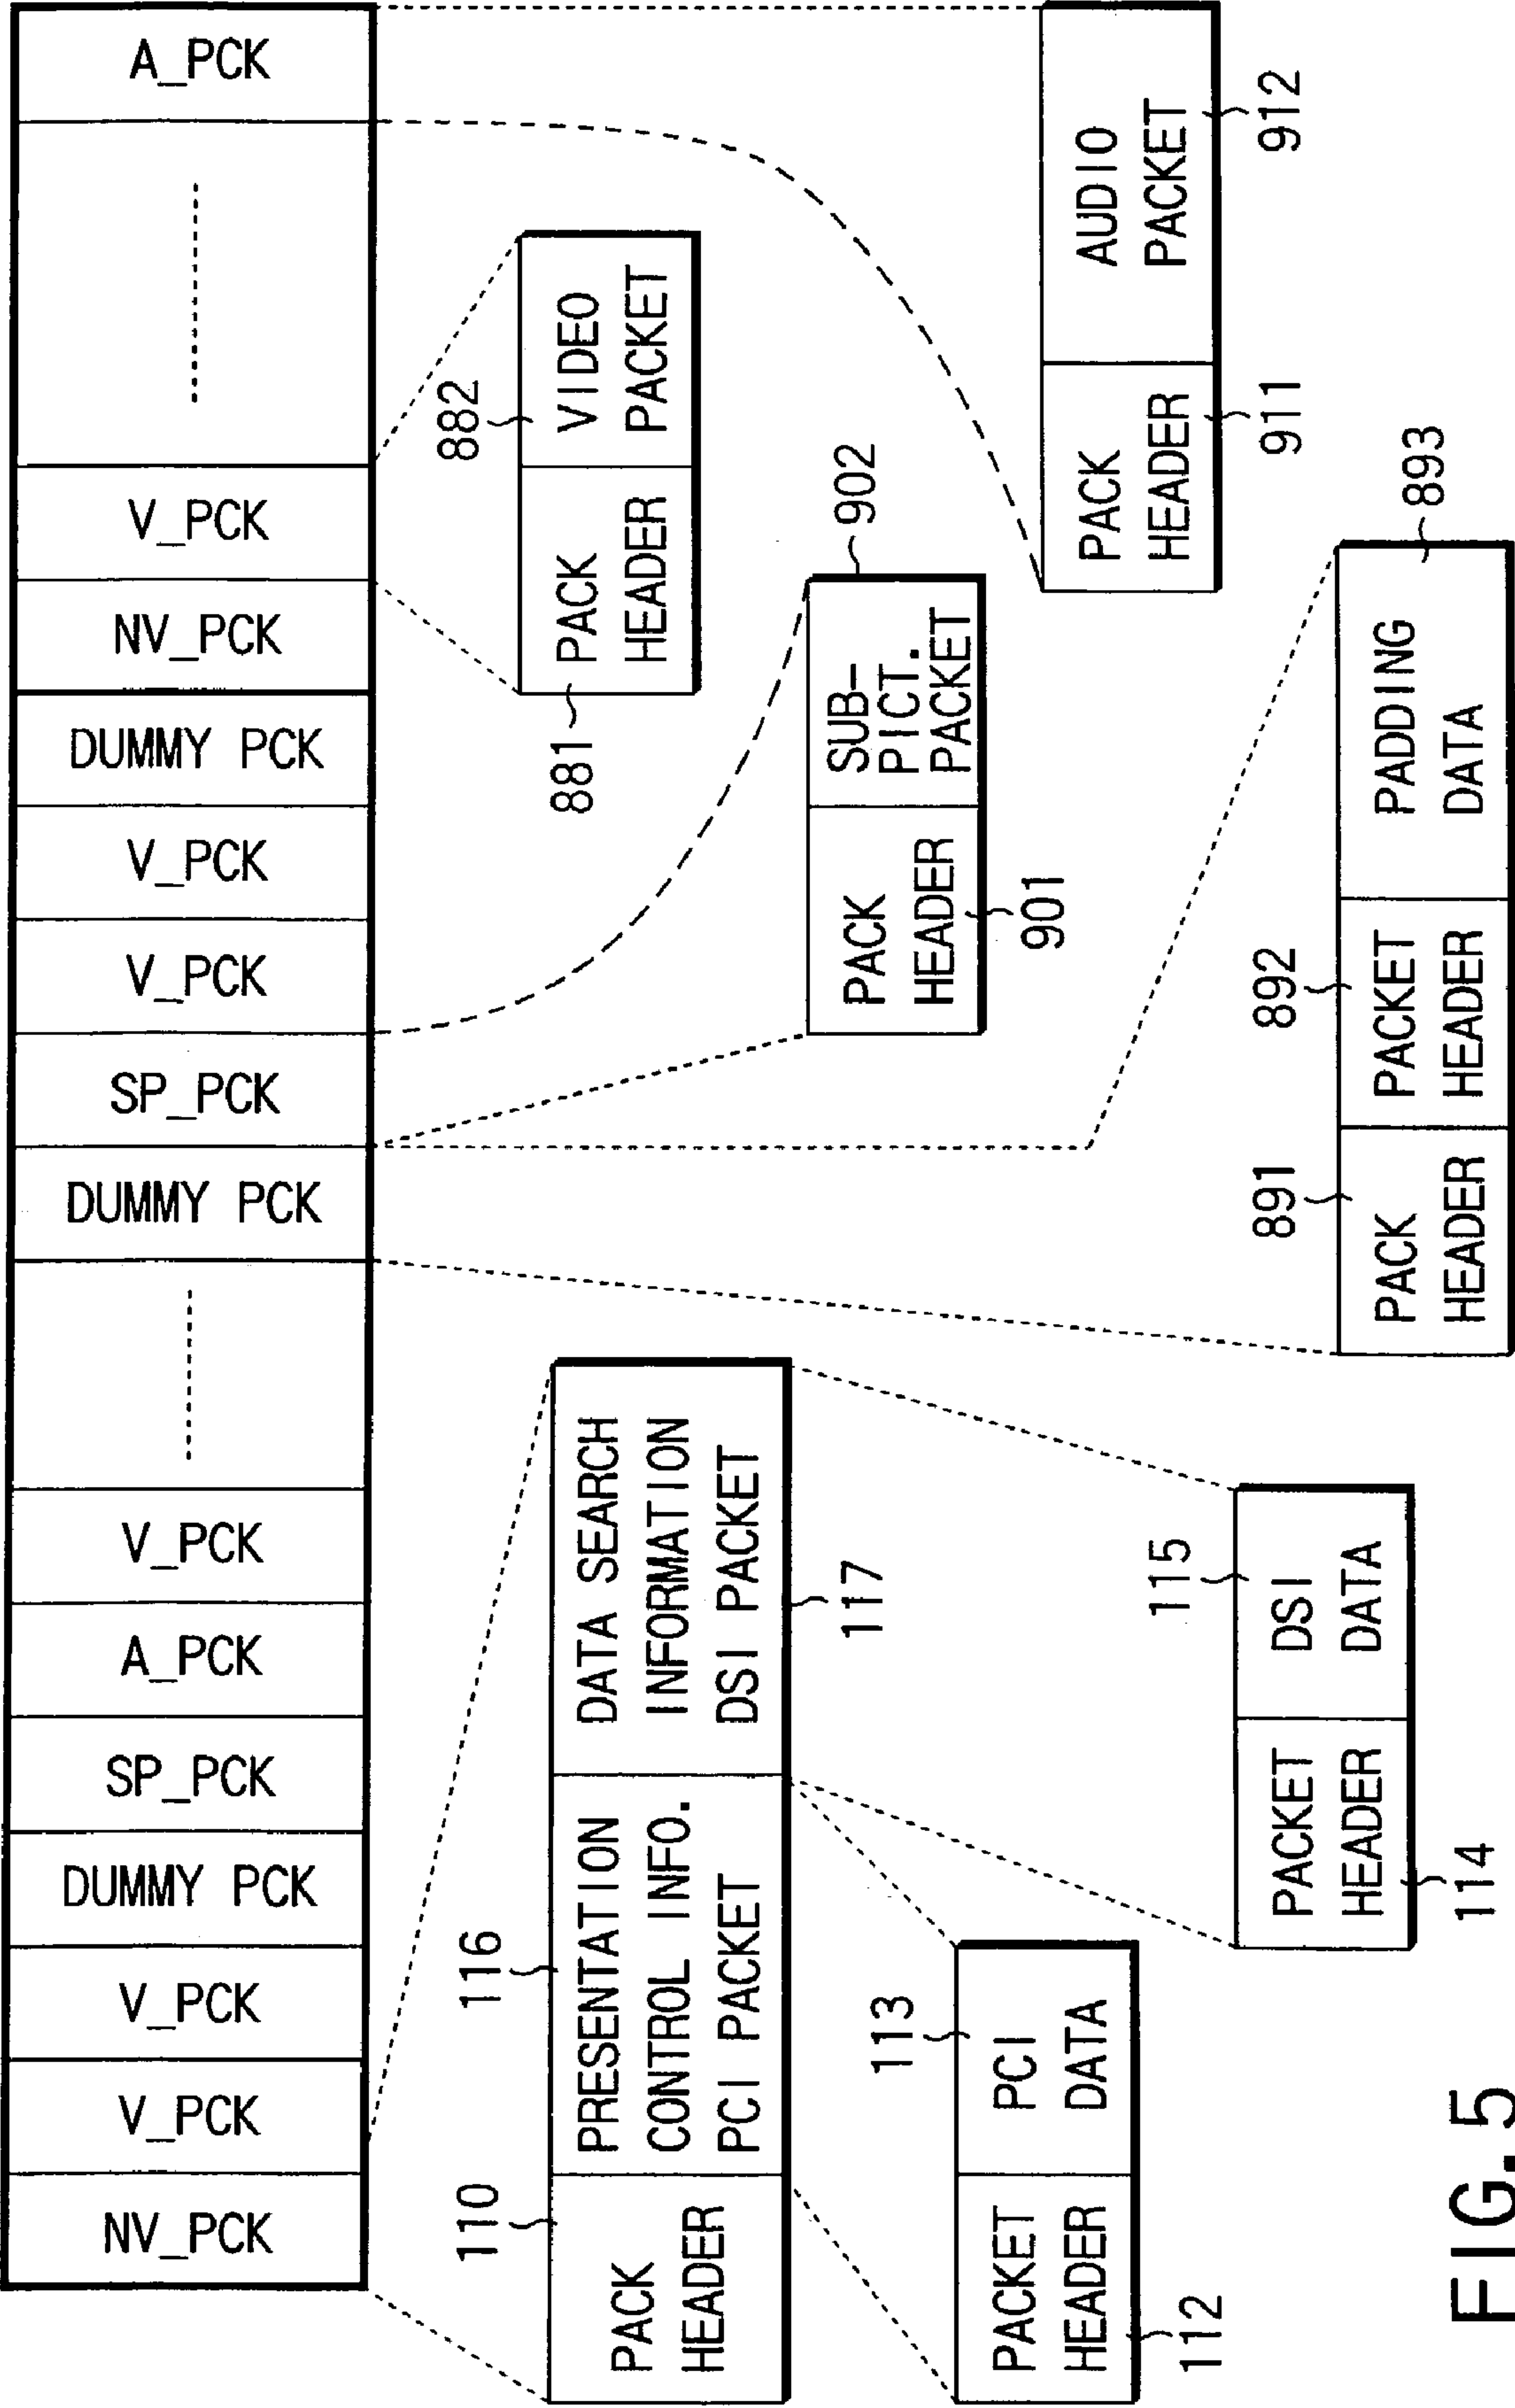 NV_PCK
V_PCK
V_PCK
DUMMY PCK
SP_PCK
A_PCK
V_PCK
DUMMY PCK
SP_PCK
V_PCK
V_PCK
DUMMY PCK
NV_PCK
V_PCK
A_PCK
110
116
PACK
HEADER
PRESENTATION
CONTROL INFO.
PCI PACKET
DATA SEARCH
INFORMATION
DSI PACKET
117
881
882
PACK
HEADER
VIDEO
PACKET
PACK
HEADER
SUB-
PICT.
PACKET
901
902
113
PACKET
HEADER
PCI
DATA
112
115
PACKET
HEADER
DSI
DATA
114
PACK
HEADER
AUDIO
PACKET
911
912
891
892
PACK
HEADER
PACKET
HEADER
PADDING
DATA
893
FIG. 5